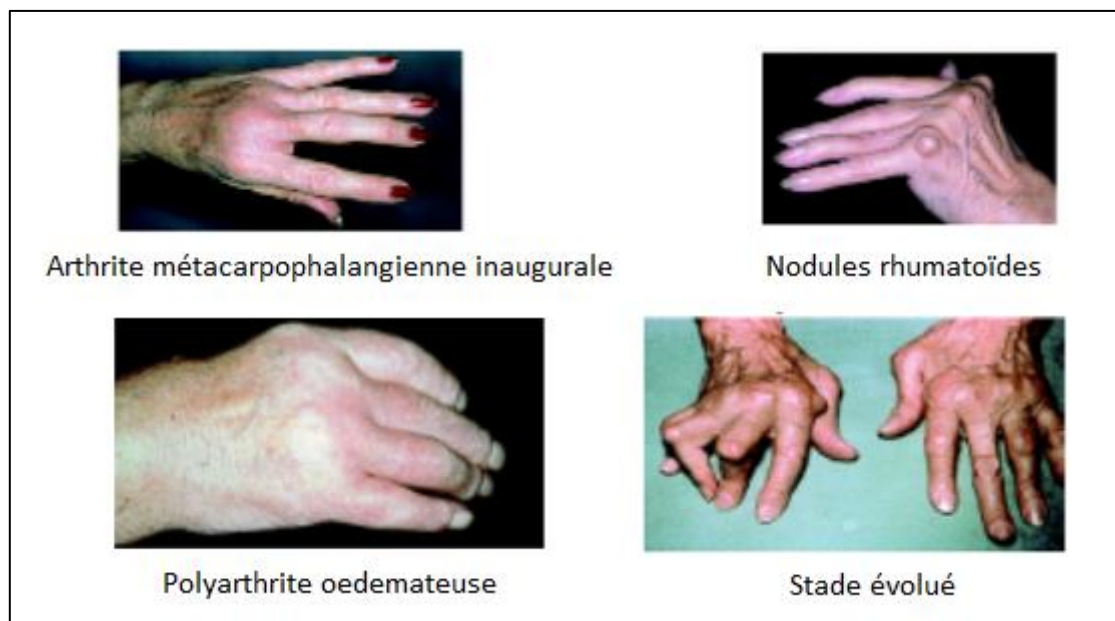 Arthrite métacarpophalangienne inaugurale
Nodules rhumatoïdes
Polyarthrite oedemateuse
Stade évolué